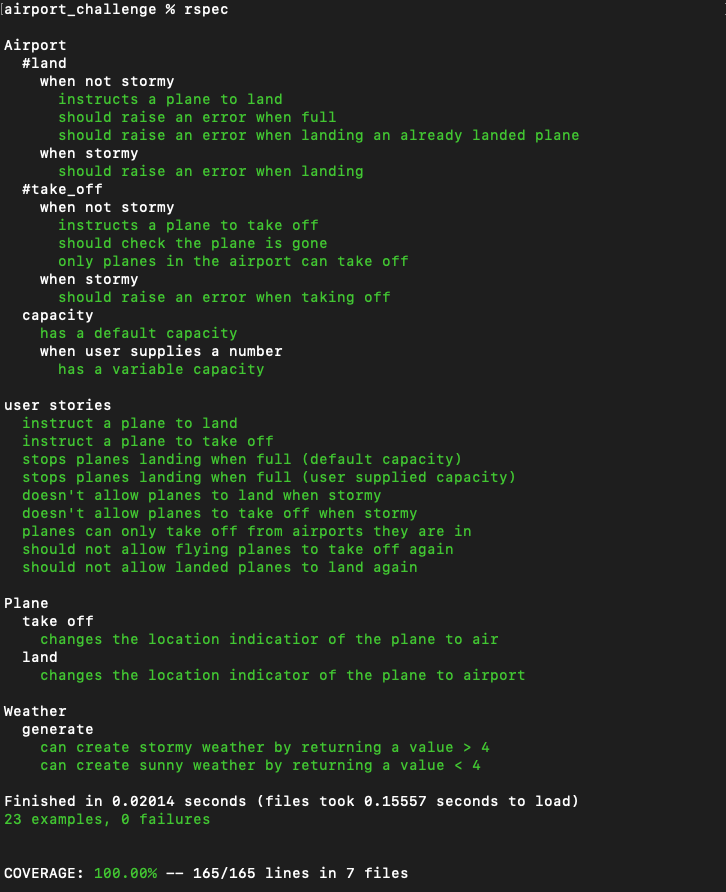 [airport_challenge % rspec
Airport
#land
when not stormy
instructs a plane to land
should raise an error when full
should raise an error when landing an already landed plane
when stormy
should raise an error when landing
#take_off
when not stormy
instructs a plane to take off
should check the plane is gone
only planes in the airport can take off
when stormy
should raise an error when taking off
capacity
has a default capacity
when user supplies a number
has a variable capacity
user stories
instruct a plane to land
instruct a plane to take off
stops planes landing when full (default capacity)
stops planes landing when full (user supplied capacity)
doesn't allow planes to land when stormy
doesn't allow planes to take off when stormy
planes can only take off from airports they are in
should not allow flying planes to take off again
should not allow landed planes to land again
Plane
take off
changes the location indicatior of the plane to air
land
changes the location indicator of the plane to airport
Weather
generate
can create stormy weather by returning a value > 4
can create sunny weather by returning a value < 4
Finished in 0.02014 seconds (files took 0.15557 seconds to load)
23 examples, 0 failures
COVERAGE: 100.00% -- 165/165 lines in 7 files